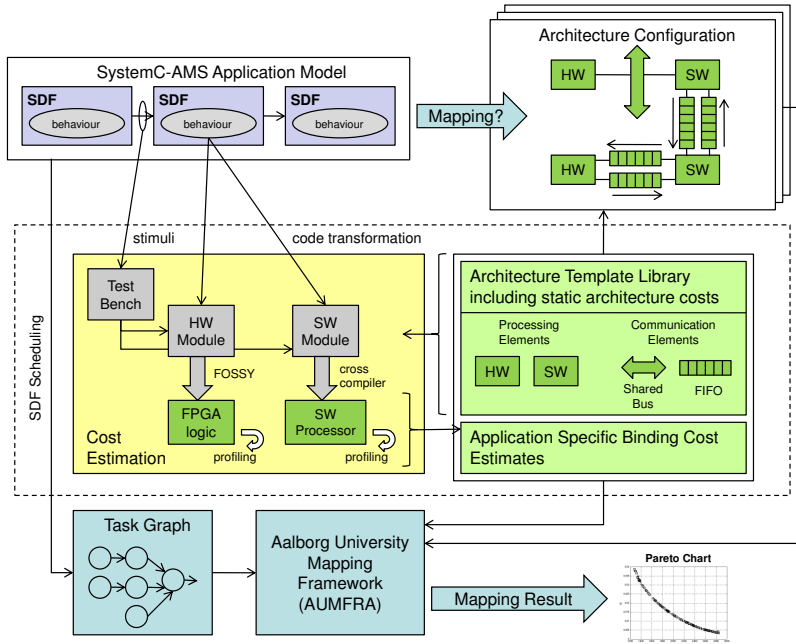 SystemC-AMS Application Model
SDF
behaviour
SDF
behaviour
SDF
behaviour
Mapping?
Architecture Configuration
HW
SW
HW
SW
stimuli
code transformation
SDF Scheduling
Test
Bench
HW
Module
SW
Module
FOSSY
cross
compiler
FPGA
logic
SW
Processor
profiling
profiling
Cost
Estimation
Architecture Template Library
including static architecture costs
Processing
Elements
Communication
Elements
HW
SW
Shared
Bus
FIFO
Application Specific Binding Cost
Estimates
Task Graph
Aalborg University
Mapping
Framework
(AUMFRA)
Mapping Result
Pareto Chart